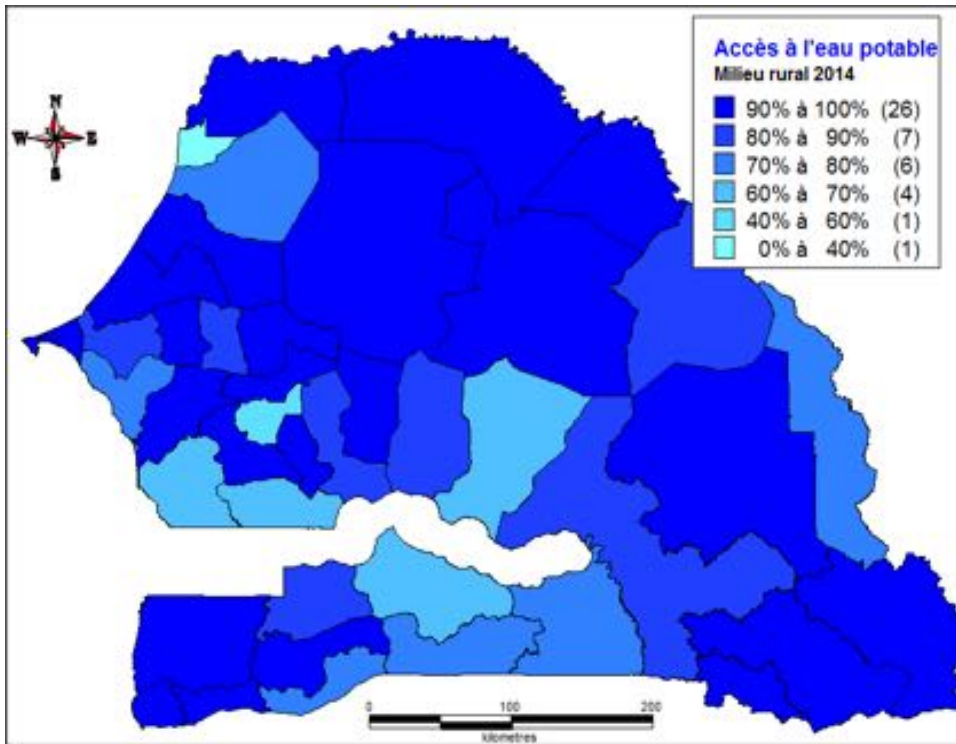 Accès à l'eau potable
Milieu rural 2014
90% à 100% (26)
80% à 90% (7)
70% à 80% (6)
60% à 70% (4)
40% à 60% (1)
0% à 40% (1)
N
W E
S
0 100 200
kilometres